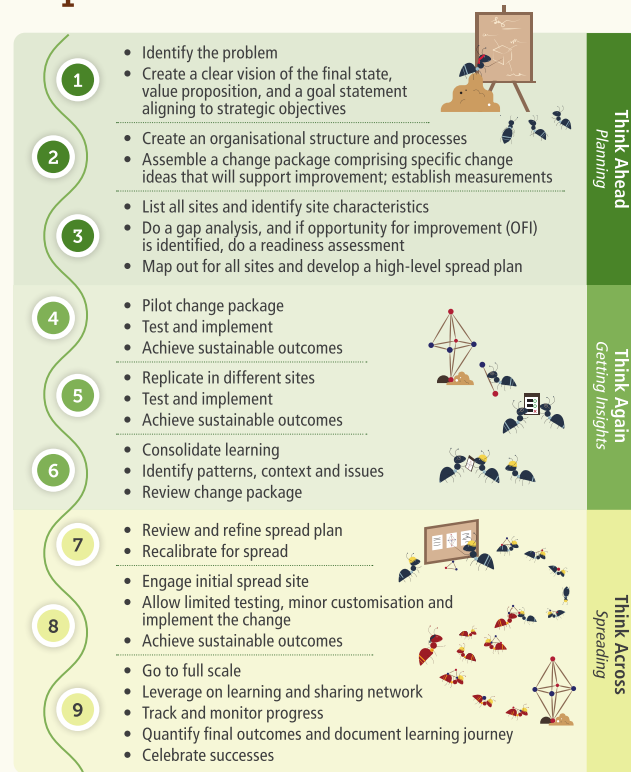 1
• Identify the problem
• Create a clear vision of the final state,
value proposition, and a goal statement
aligning to strategic objectives
2
• Create an organisational structure and processes
• Assemble a change package comprising specific change
ideas that will support improvement; establish measurements
3
• List all sites and identify site characteristics
• Do a gap analysis, and if opportunity for improvement (OFI)
is identified, do a readiness assessment
• Map out for all sites and develop a high-level spread plan
Think Ahead
Planning
4
• Pilot change package
• Test and implement
• Achieve sustainable outcomes
5
• Replicate in different sites
• Test and implement
• Achieve sustainable outcomes
6
• Consolidate learning
• Identify patterns, context and issues
• Review change package
Think Again
Getting Insights
7
• Review and refine spread plan
• Recalibrate for spread
8
• Engage initial spread site
• Allow limited testing, minor customisation and
implement the change
• Achieve sustainable outcomes
9
• Go to full scale
• Leverage on learning and sharing network
• Track and monitor progress
• Quantify final outcomes and document learning journey
• Celebrate successes
Think Across
Spreading